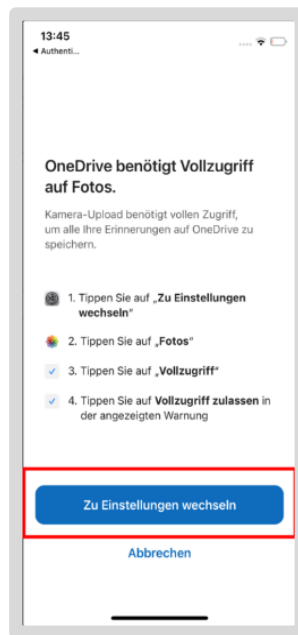 13:45
◀ Authenti...
OneDrive benötigt Vollzugriff
auf Fotos.
Kamera-Upload benötigt vollen Zugriff,
um alle Ihre Erinnerungen auf OneDrive zu
speichern.
1. Tippen Sie auf „Zu Einstellungen
wechseln“
2. Tippen Sie auf „Fotos“
3. Tippen Sie auf „Vollzugriff“
4. Tippen Sie auf Vollzugriff zulassen in
der angezeigten Warnung
Zu Einstellungen wechseln
Abbrechen